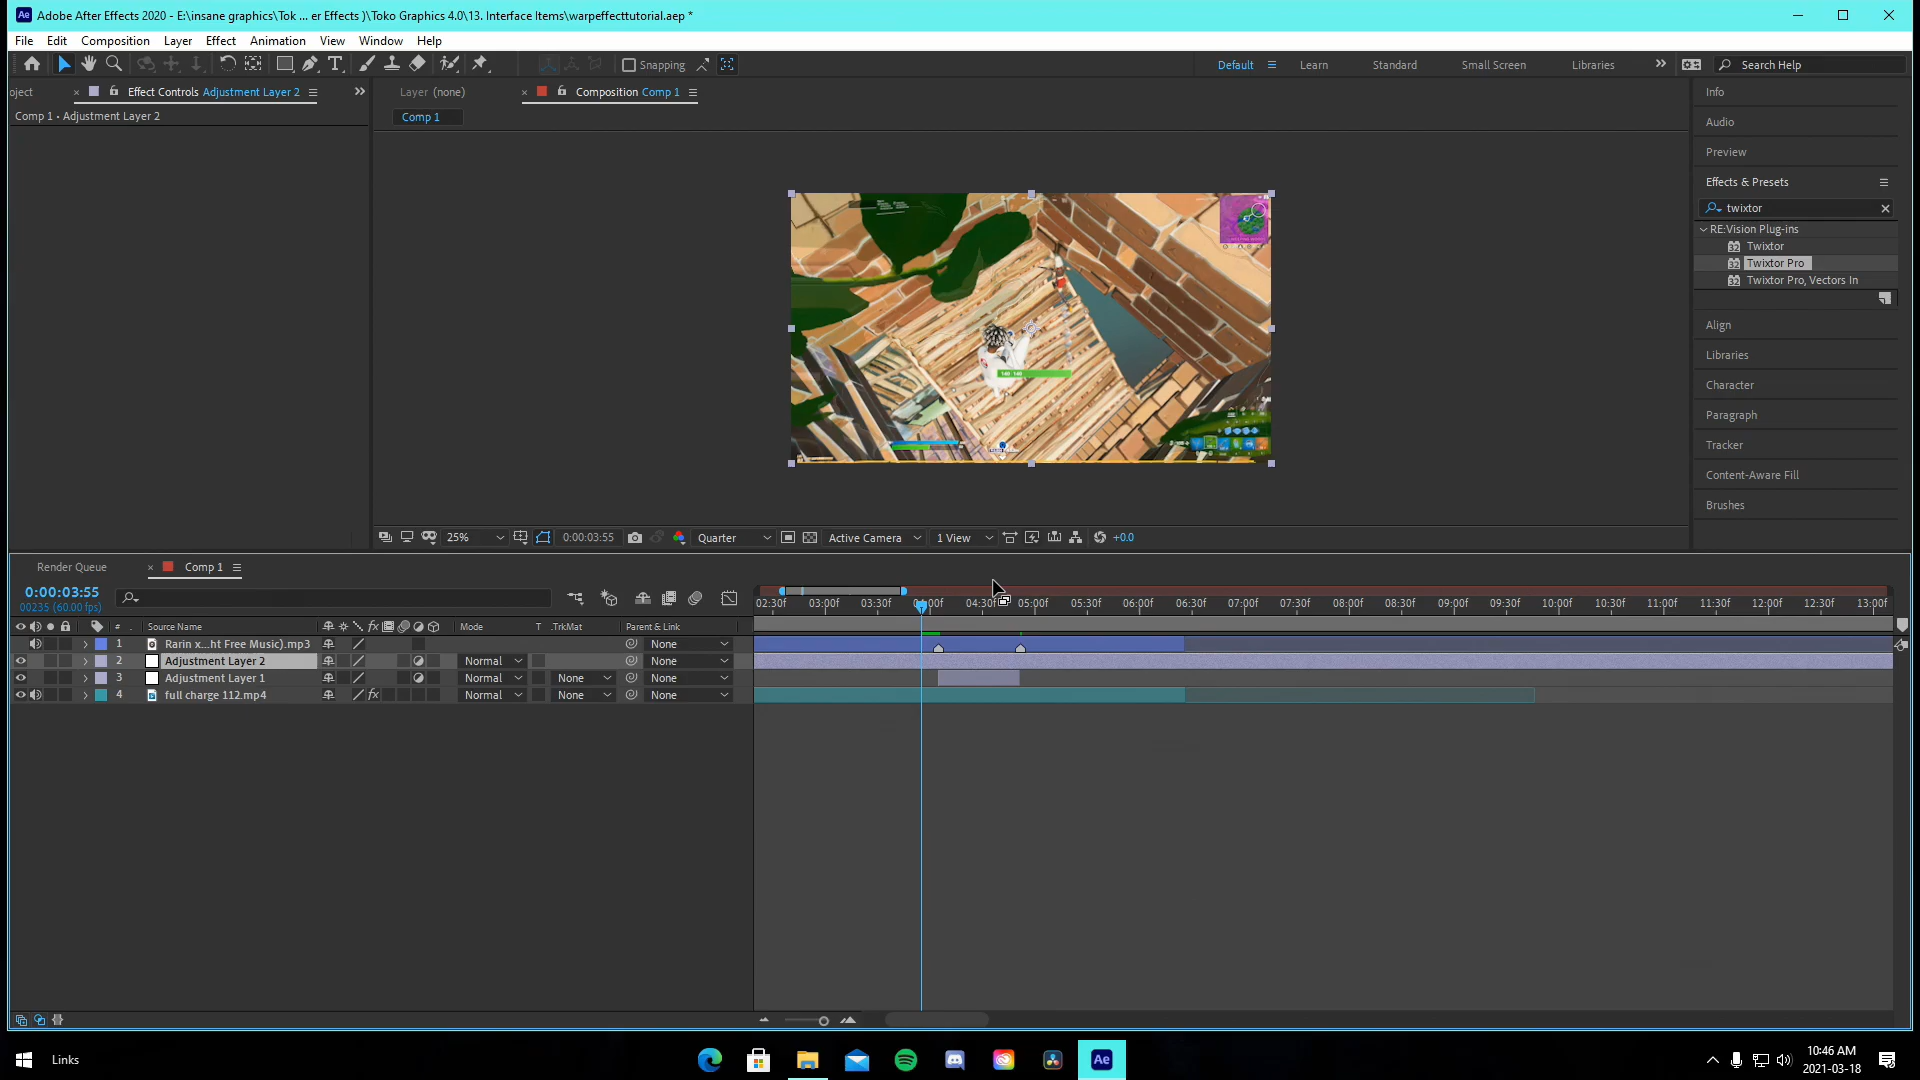 Adobe After Effects 2020 - E:\insane graphics\Tok ... er Effects )\Toko Graphics 4.0\13. Interface Items\warpeffecttutorial.aep *
File Edit Composition Layer Effect Animation View Window Help
Snapping
Default Learn Standard Small Screen Libraries Search Help
oject Effect Controls Adjustment Layer 2
Layer (none) Composition Comp 1
Comp 1 • Adjustment Layer 2
Comp 1
Info
Audio
Preview
Effects & Presets
twixtor
RE:Vision Plug-ins
32 Twixtor
32 Twixtor Pro
32 Twixtor Pro, Vectors In
Align
Libraries
Character
Paragraph
Tracker
Content-Aware Fill
Brushes
25% 0:00:03:55 Quarter Active Camera 1 View +0.0
Render Queue Comp 1
0:00:03:55
00235 (60.00 fps)
02:30f 03:00f 03:30f 04:00f 04:30f 05:00f 05:30f 06:00f 06:30f 07:00f 07:30f 08:00f 08:30f 09:00f 09:30f 10:00f 10:30f 11:00f 11:30f 12:00f 12:30f 13:00f
# . Source Name fx Mode T .TrkMat Parent & Link
1 Rarin x...ht Free Music).mp3 None
2 Adjustment Layer 2 Normal None
3 Adjustment Layer 1 Normal None None
4 full charge 112.mp4 fx Normal None None
Links
Ae
10:46 AM
2021-03-18